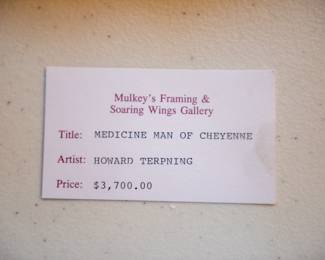 Mulkey's Framing &
Soaring Wings Gallery
Title: MEDICINE MAN OF CHEYENNE
Artist: HOWARD TERPNING
Price: $3,700.00